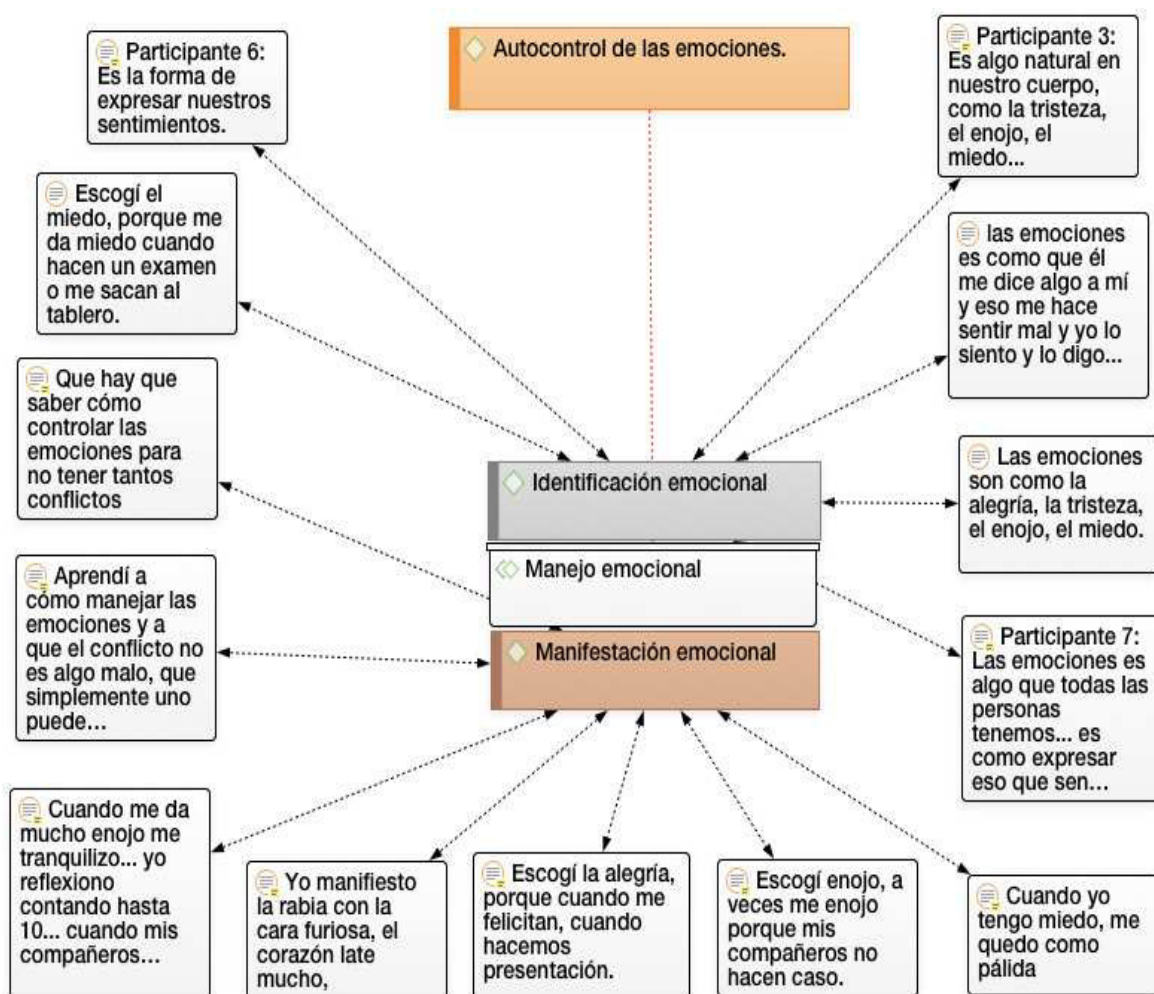 Participante 6:
Es la forma de
expresar nuestros
sentimientos.
Autocontrol de las emociones.
Participante 3:
Es algo natural en
nuestro cuerpo,
como la tristeza,
el enojo, el
miedo...
Escogí el
miedo, porque me
da miedo cuando
hacen un examen
o me sacan al
tablero.
las emociones
es como que él
me dice algo a mí
y eso me hace
sentir mal y yo lo
siento y lo digo...
Que hay que
saber cómo
controlar las
emociones para
no tener tantos
conflictos
Identificación emocional
Manejo emocional
Manifestación emocional
Las emociones
son como la
alegría, la tristeza,
el enojo, el miedo.
Aprendí a
cómo manejar las
emociones y a
que el conflicto no
es algo malo, que
simplemente uno
puede...
Participante 7:
Las emociones es
algo que todas las
personas
tenemos... es
como expresar
eso que sen...
Cuando me da
mucho enojo me
tranquilizo... yo
reflexiono
contando hasta
10... cuando mis
compañeros...
Yo manifiesto
la rabia con la
cara furiosa, el
corazón late
mucho,
Escogí la alegría,
porque cuando me
felicitan, cuando
hacemos
presentación.
Escogí enojo, a
veces me enojo
porque mis
compañeros no
hacen caso.
Cuando yo
tengo miedo, me
quedo como
pálida